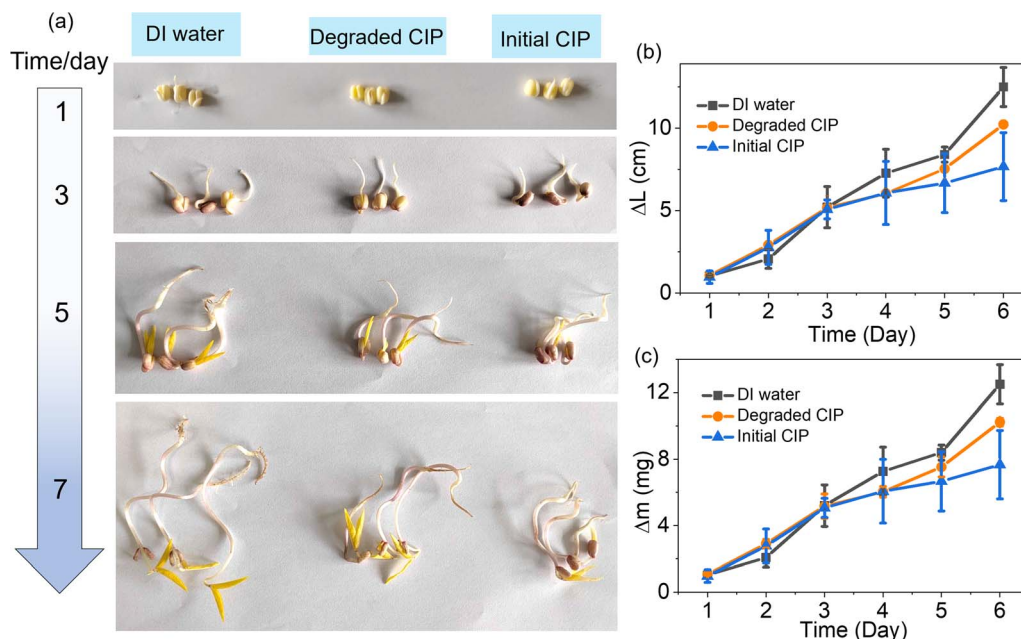 (a)
Time/day
DI water
Degraded CIP
Initial CIP
1
3
5
7
(b)
DI water
Degraded CIP
Initial CIP
ΔL (cm)
10
5
0
1 2 3 4 5 6
Time (Day)
(c)
DI water
Degraded CIP
Initial CIP
Δm (mg)
12
8
4
0
1 2 3 4 5 6
Time (Day)